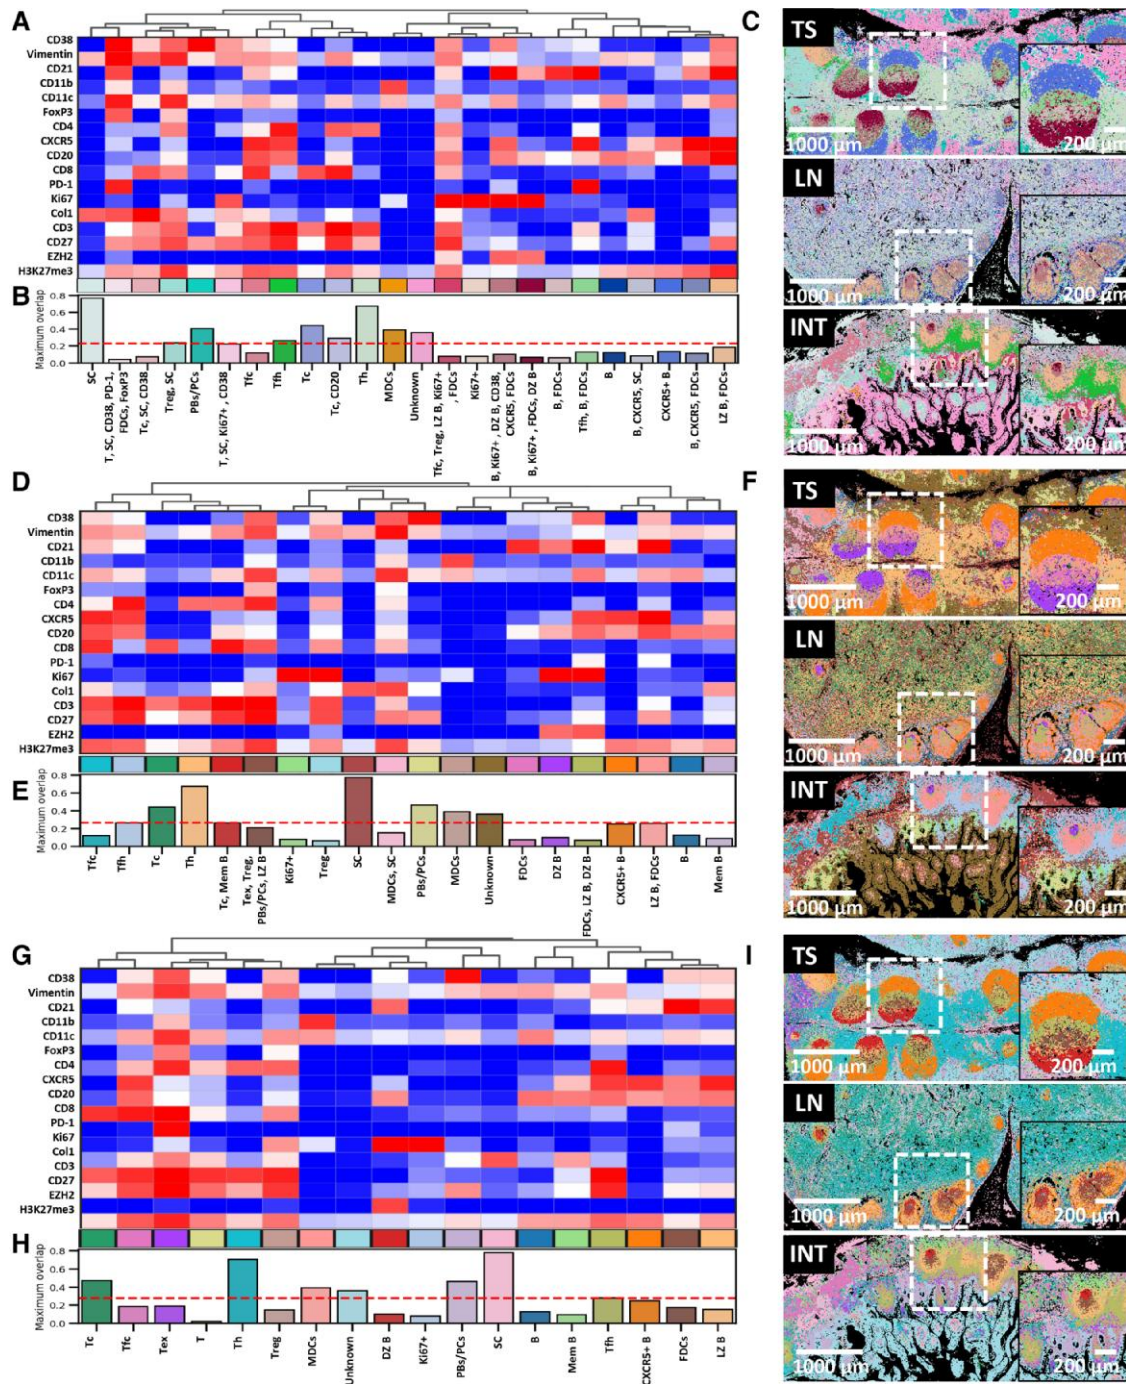 A
CD38
Vimentin
CD21
CD11b
CD11c
FoxP3
CD4
CXCR5
CD20
CD8
PD-1
Ki67
Col1
CD3
CD27
EZH2
H3K27me3
B
Maximum overlap
0.8
0.4
0.0
SC
T, SC, CD38, PD-1,
FDCs, FoxP3
Tc, SC, CD38
Treg, SC
PBs/PCs
T, SC, Ki67+, CD38
Tfc
Tfh
Tc
Tc, CD20
Th
MDCs
Unknown
Tfc, Treg, LZ B, Ki67+
, FDCs
Ki67+
B, Ki67+, DZ B, CD38,
CXCR5, FDCs
B, Ki67+, FDCs, DZ B
B, FDCs
Tfh, B, FDCs
B
B, CXCR5, SC
CXCR5+ B
B, CXCR5, FDCs
LZ B, FDCs
C
TS
1000 µm
200 µm
LN
1000 µm
200 µm
INT
1000 µm
200 µm
D
CD38
Vimentin
CD21
CD11b
CD11c
FoxP3
CD4
CXCR5
CD20
CD8
PD-1
Ki67
Col1
CD3
CD27
EZH2
H3K27me3
E
Maximum overlap
0.8
0.4
0.2
0.0
Tfc
Tfh
Tc
Th
Tc, Mem B
Tex, Treg,
PBs/PCs, LZ B
Ki67+
Treg
SC
MDCs, SC
PBs/PCs
MDCs
Unknown
FDCs
DZ B
FDCs, LZ B, DZ B
CXCR5+ B
LZ B, FDCs
B
Mem B
F
TS
1000 µm
200 µm
LN
1000 µm
200 µm
INT
1000 µm
200 µm
G
CD38
Vimentin
CD21
CD11b
CD11c
FoxP3
CD4
CXCR5
CD20
CD8
PD-1
Ki67
Col1
CD3
CD27
EZH2
H3K27me3
H
Maximum overlap
0.8
0.4
0.2
0.0
Tc
Tfc
Tex
T
Th
Treg
MDCs
Unknown
DZ B
Ki67+
PBs/PCs
SC
B
Mem B
Tfh
CXCR5+ B
FDCs
LZ B
I
TS
1000 µm
200 µm
LN
1000 µm
200 µm
INT
1000 µm
200 µm